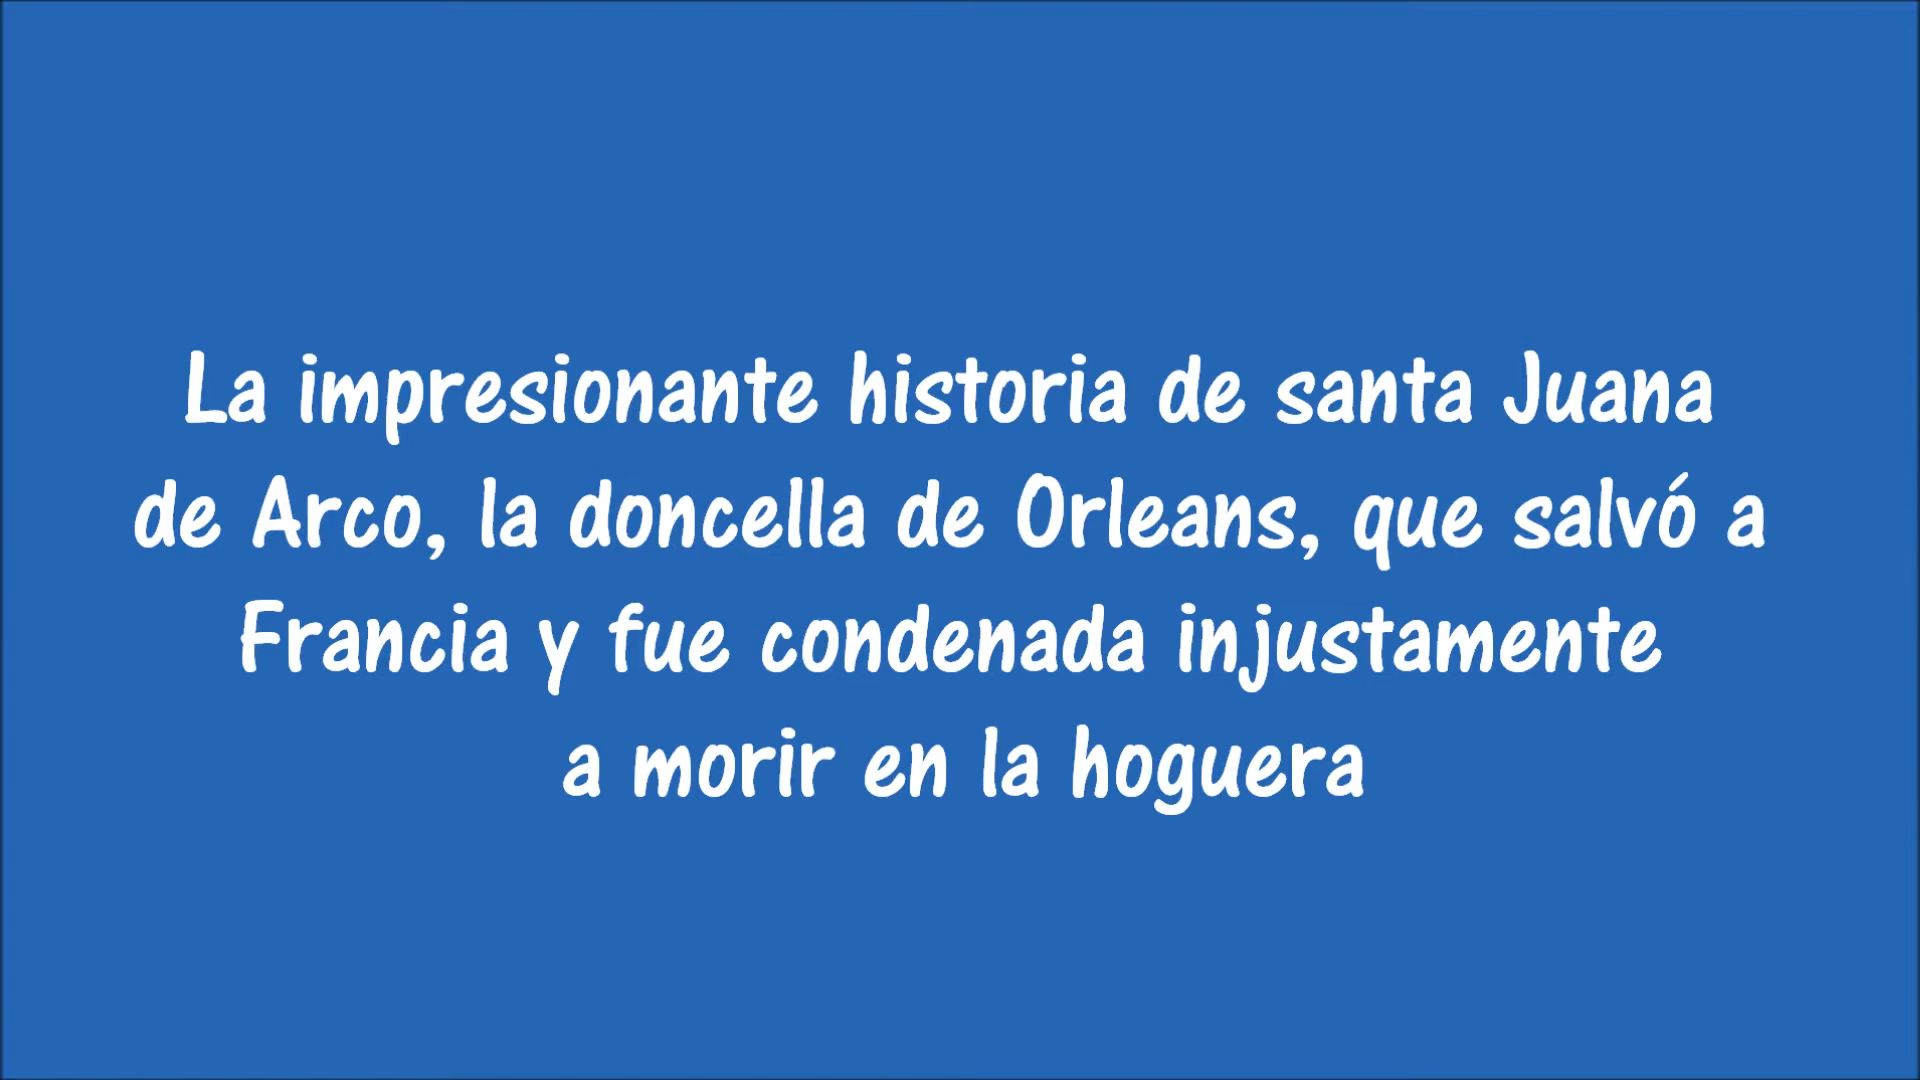 La impresionante historia de santa Juana
de Arco, la doncella de Orleans, que salvó a
Francia y fue condenada injustamente
a morir en la hoguera